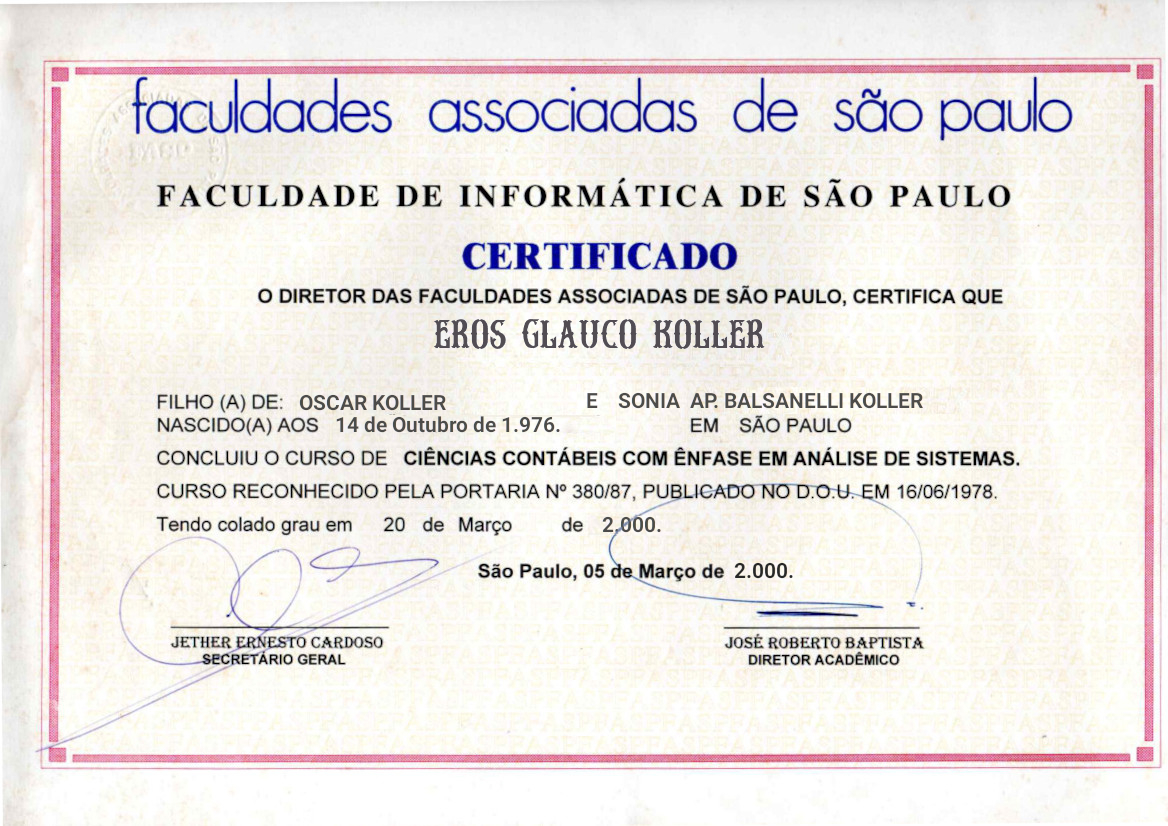 faculdades associadas de são paulo
FACULDADE DE INFORMÁTICA DE SÃO PAULO
CERTIFICADO
O DIRETOR DAS FACULDADES ASSOCIADAS DE SÃO PAULO, CERTIFICA QUE
EROS GLAUCO KOLLER
FILHO (A) DE: OSCAR KOLLER E SONIA AP. BALSANELLI KOLLER
NASCIDO(A) AOS 14 de Outubro de 1.976. EM SÃO PAULO
CONCLUIU O CURSO DE CIÊNCIAS CONTÁBEIS COM ÊNFASE EM ANÁLISE DE SISTEMAS.
CURSO RECONHECIDO PELA PORTARIA Nº 380/87, PUBLICADO NO D.O.U. EM 16/06/1978.
Tendo colado grau em 20 de Março de 2.000.
São Paulo, 05 de Março de 2.000.
JETHER ERNESTO CARDOSO JOSÉ ROBERTO BAPTISTA
SECRETÁRIO GERAL DIRETOR ACADÊMICO